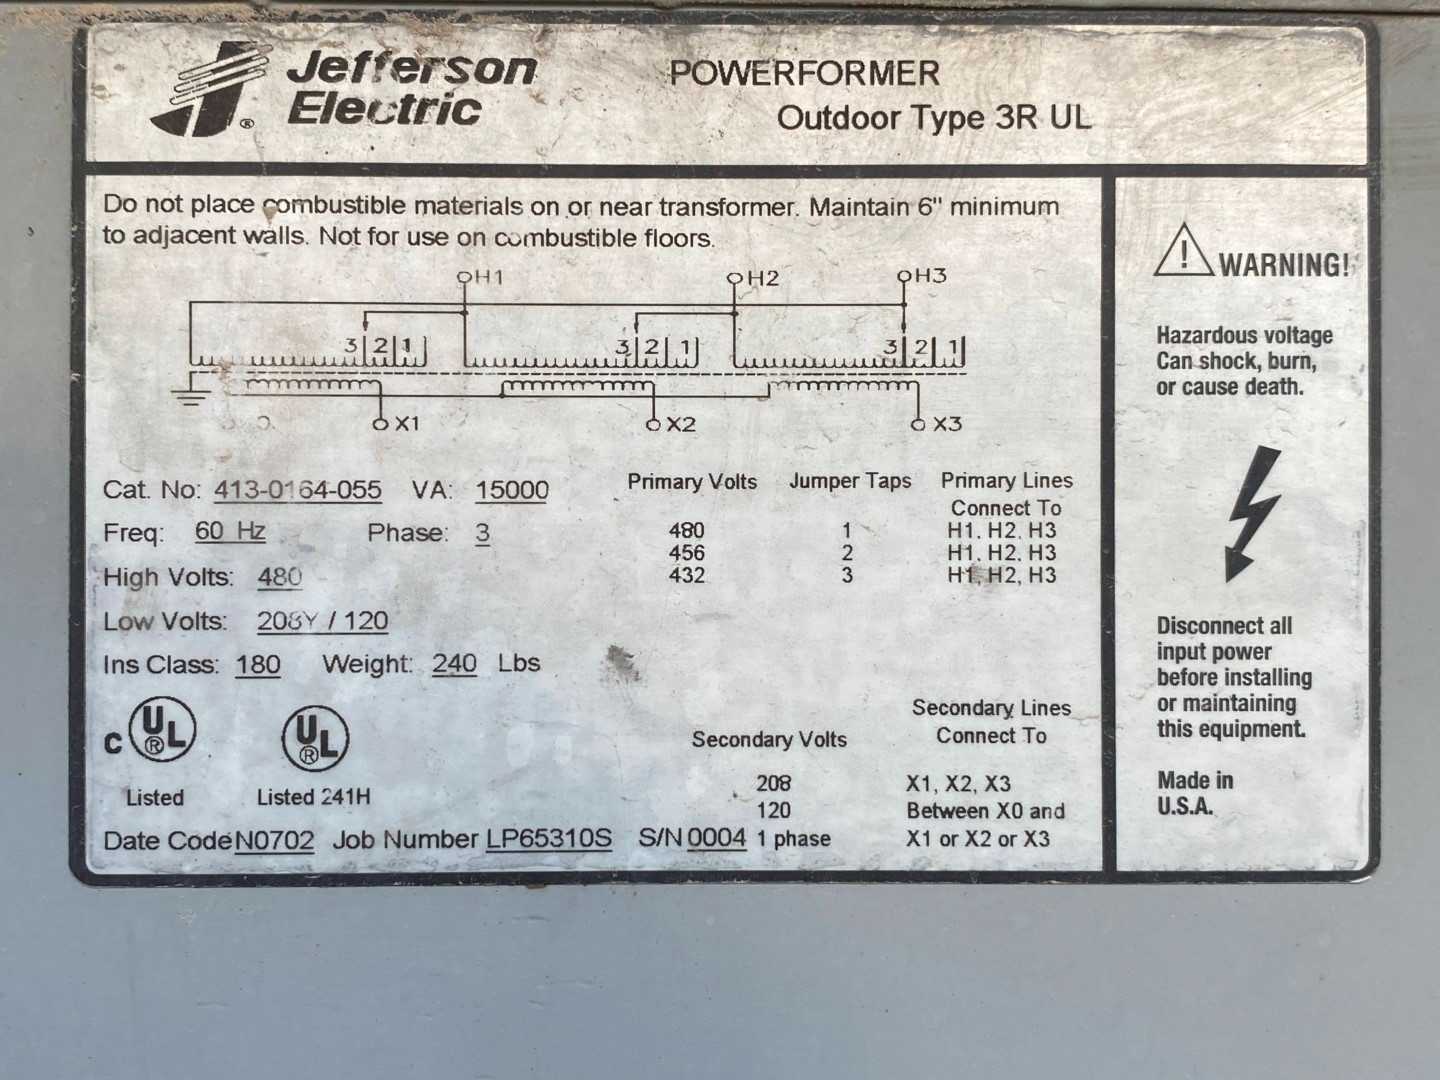 Jefferson
Electric
®
POWERFORMER
Outdoor Type 3R UL
Do not place combustible materials on or near transformer. Maintain 6" minimum
to adjacent walls. Not for use on combustible floors.
H1 H2 H3
3 2 1 3 2 1 3 2 1
X1 X2 X3
Cat. No: 413-0164-055 VA: 15000
Freq: 60 Hz Phase: 3
High Volts: 480
Low Volts: 208Y / 120
Ins Class: 180 Weight: 240 Lbs
Primary Volts Jumper Taps Primary Lines
Connect To
480 1 H1, H2, H3
456 2 H1, H2, H3
432 3 H1, H2, H3
C UL ® UL ®
Listed Listed 241H
Secondary Volts Secondary Lines
Connect To
208 X1, X2, X3
120 Between X0 and
1 phase X1 or X2 or X3
Date Code N0702 Job Number LP65310S S/N 0004
! WARNING!
Hazardous voltage
Can shock, burn,
or cause death.
Disconnect all
input power
before installing
or maintaining
this equipment.
Made in
U.S.A.